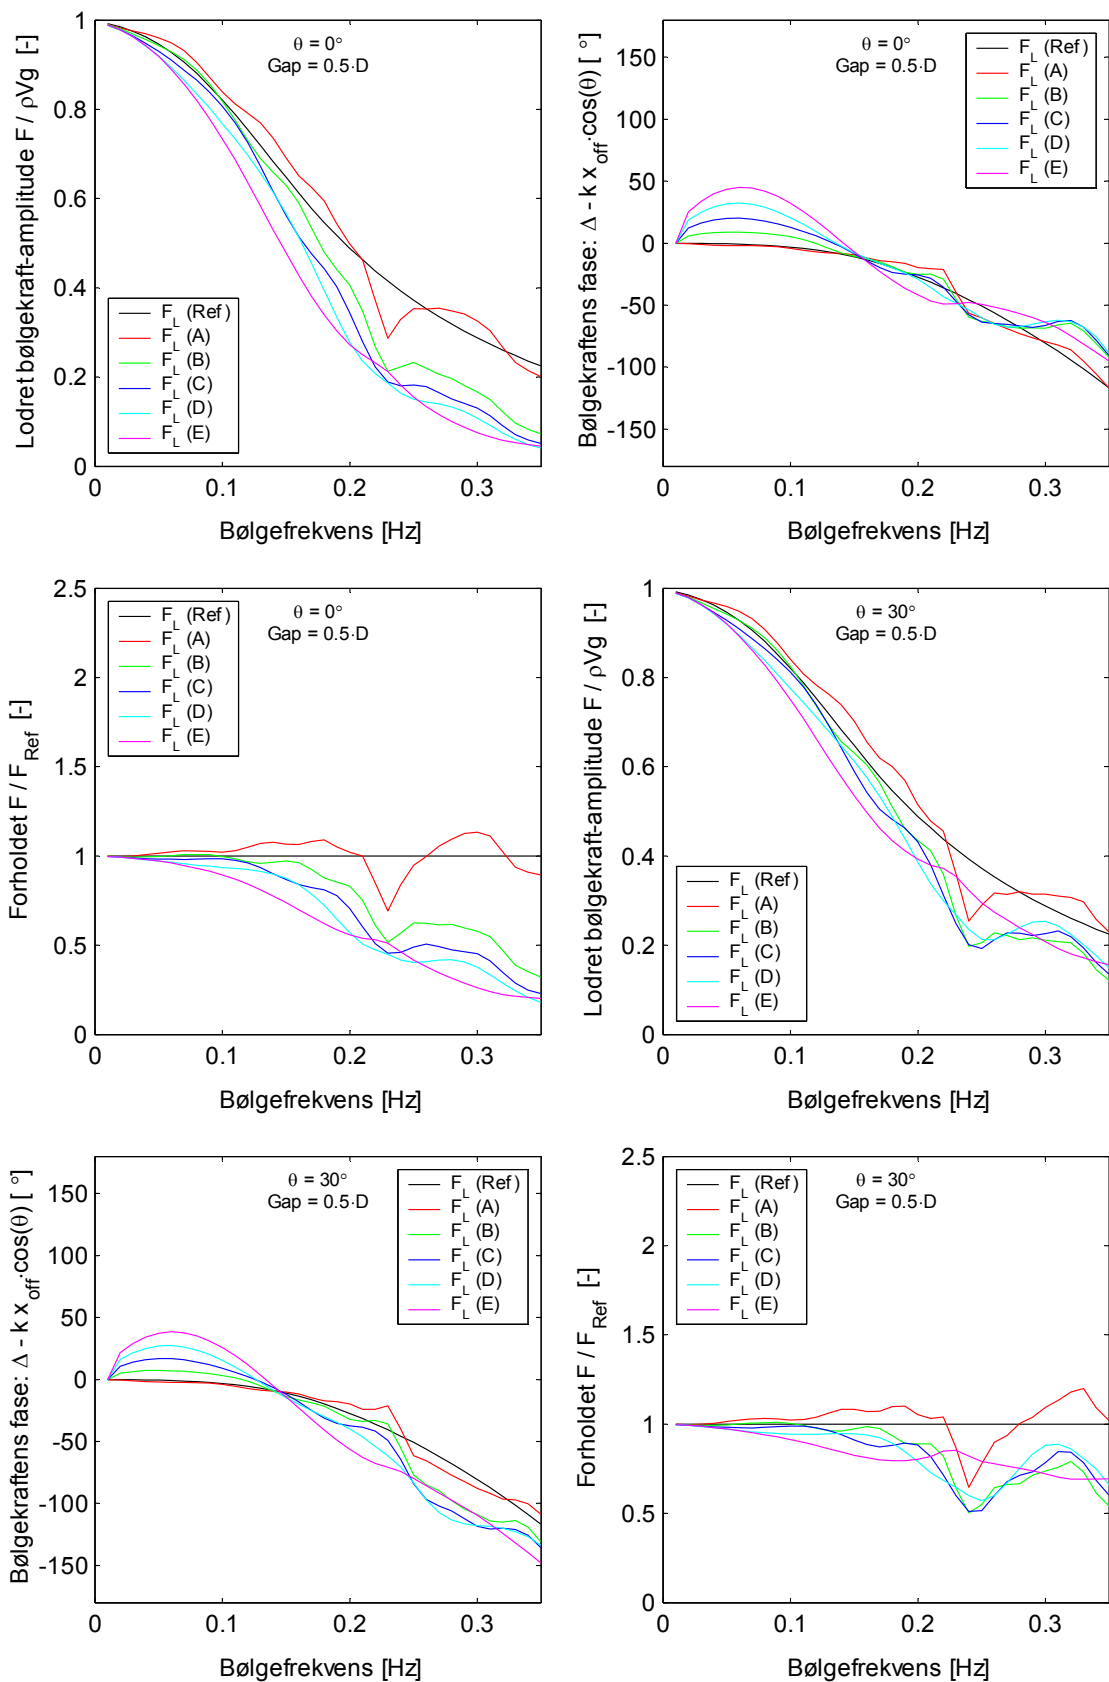 Lodret bølgekraft-amplitude F / ρVg [-]
1
0.8
0.6
0.4
0.2
0
θ = 0°
Gap = 0.5·D
F_L (Ref)
F_L (A)
F_L (B)
F_L (C)
F_L (D)
F_L (E)
0 0.1 0.2 0.3
Bølgefrekvens [Hz]
Bølgekraftens fase: Δ - k x_off·cos(θ) [ °]
150
100
50
0
-50
-100
-150
θ = 0°
Gap = 0.5·D
F_L (Ref)
F_L (A)
F_L (B)
F_L (C)
F_L (D)
F_L (E)
0 0.1 0.2 0.3
Bølgefrekvens [Hz]
Forholdet F / F_Ref [-]
2.5
2
1.5
1
0.5
0
F_L (Ref)
F_L (A)
F_L (B)
F_L (C)
F_L (D)
F_L (E)
θ = 0°
Gap = 0.5·D
0 0.1 0.2 0.3
Bølgefrekvens [Hz]
Lodret bølgekraft-amplitude F / ρVg [-]
1
0.8
0.6
0.4
0.2
0
θ = 30°
Gap = 0.5·D
F_L (Ref)
F_L (A)
F_L (B)
F_L (C)
F_L (D)
F_L (E)
0 0.1 0.2 0.3
Bølgefrekvens [Hz]
Bølgekraftens fase: Δ - k x_off·cos(θ) [ °]
150
100
50
0
-50
-100
-150
θ = 30°
Gap = 0.5·D
F_L (Ref)
F_L (A)
F_L (B)
F_L (C)
F_L (D)
F_L (E)
0 0.1 0.2 0.3
Bølgefrekvens [Hz]
Forholdet F / F_Ref [-]
2.5
2
1.5
1
0.5
0
F_L (Ref)
F_L (A)
F_L (B)
F_L (C)
F_L (D)
F_L (E)
θ = 30°
Gap = 0.5·D
0 0.1 0.2 0.3
Bølgefrekvens [Hz]